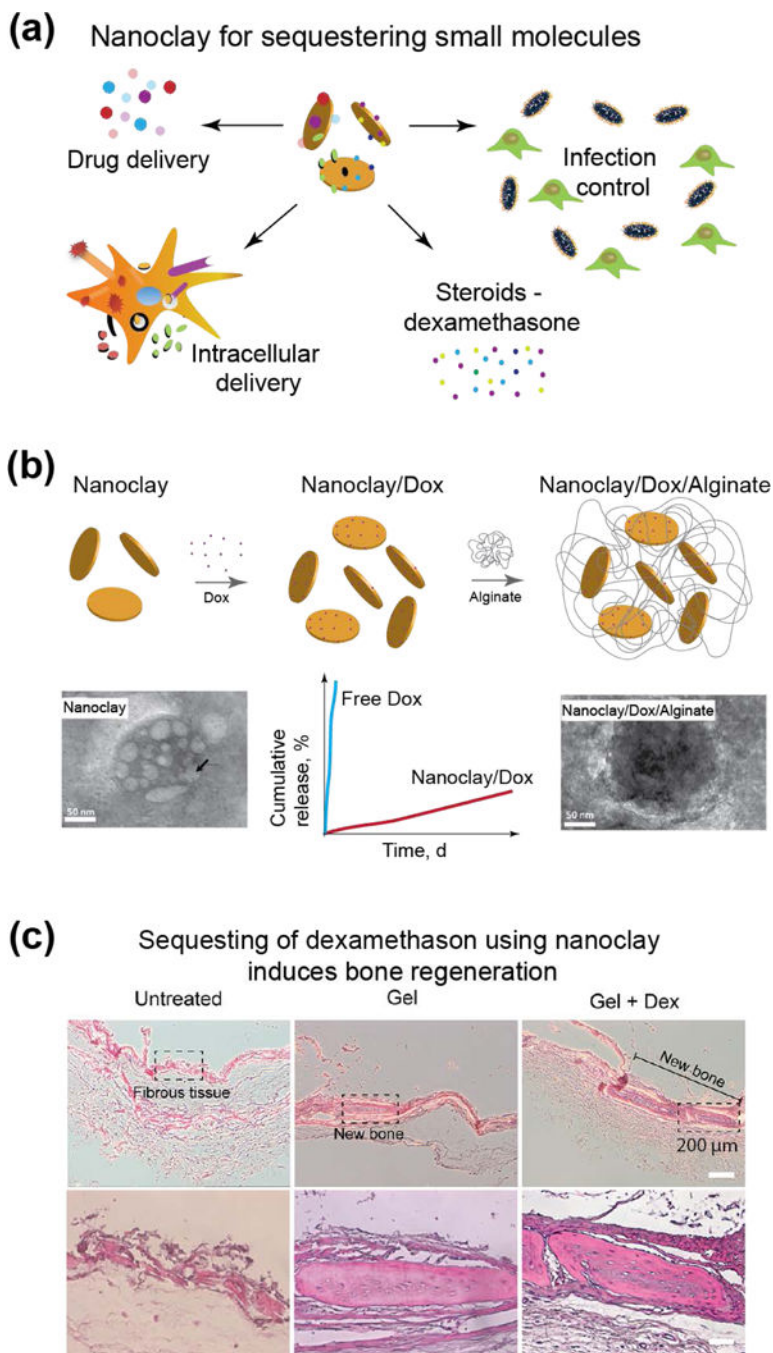 (a) Nanoclay for sequestering small molecules
Drug delivery
Infection
control
Intracellular
delivery
Steroids -
dexamethasone
(b)
Nanoclay
Nanoclay/Dox
Nanoclay/Dox/Alginate
Dox
Alginate
Nanoclay
50 nm
Cumulative
release, %
Free Dox
Nanoclay/Dox
Time, d
Nanoclay/Dox/Alginate
50 nm
(c)
Sequesting of dexamethason using nanoclay
induces bone regeneration
Untreated
Gel
Gel + Dex
Fibrous tissue
New bone
New bone
200 µm